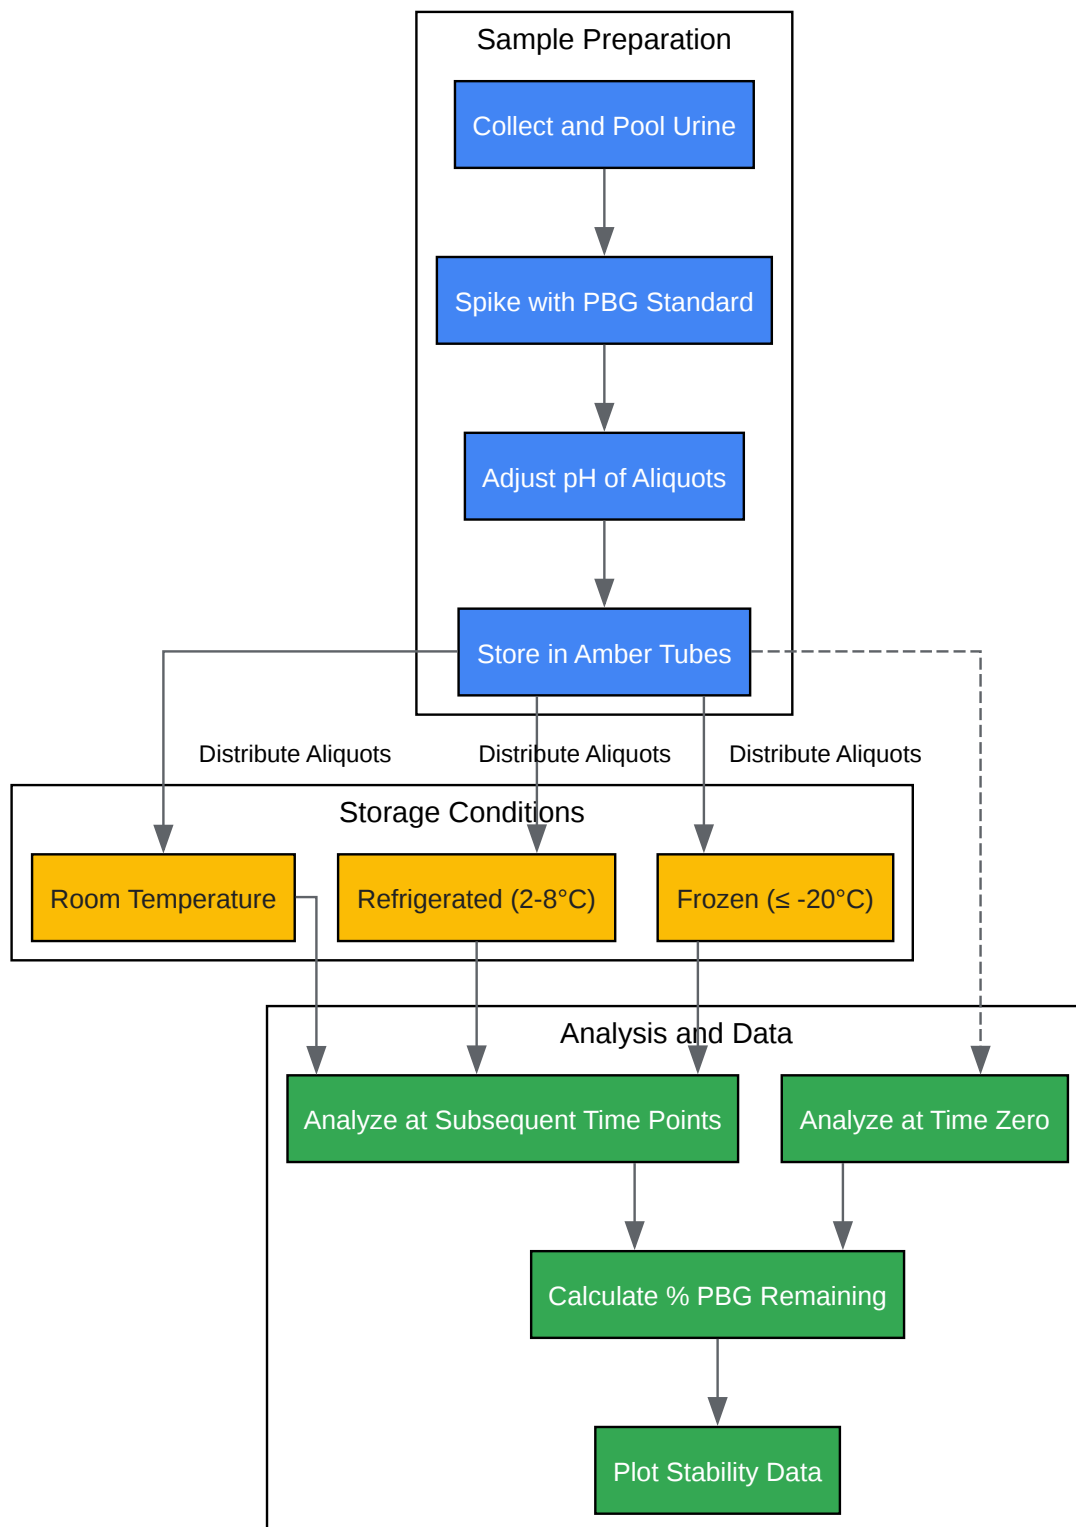 Sample Preparation
Collect and Pool Urine
Spike with PBG Standard
Adjust pH of Aliquots
Store in Amber Tubes
Distribute Aliquots
Distribute Aliquots
Distribute Aliquots
Storage Conditions
Room Temperature
Refrigerated (2-8°C)
Frozen (≤ -20°C)
Analysis and Data
Analyze at Subsequent Time Points
Analyze at Time Zero
Calculate % PBG Remaining
Plot Stability Data